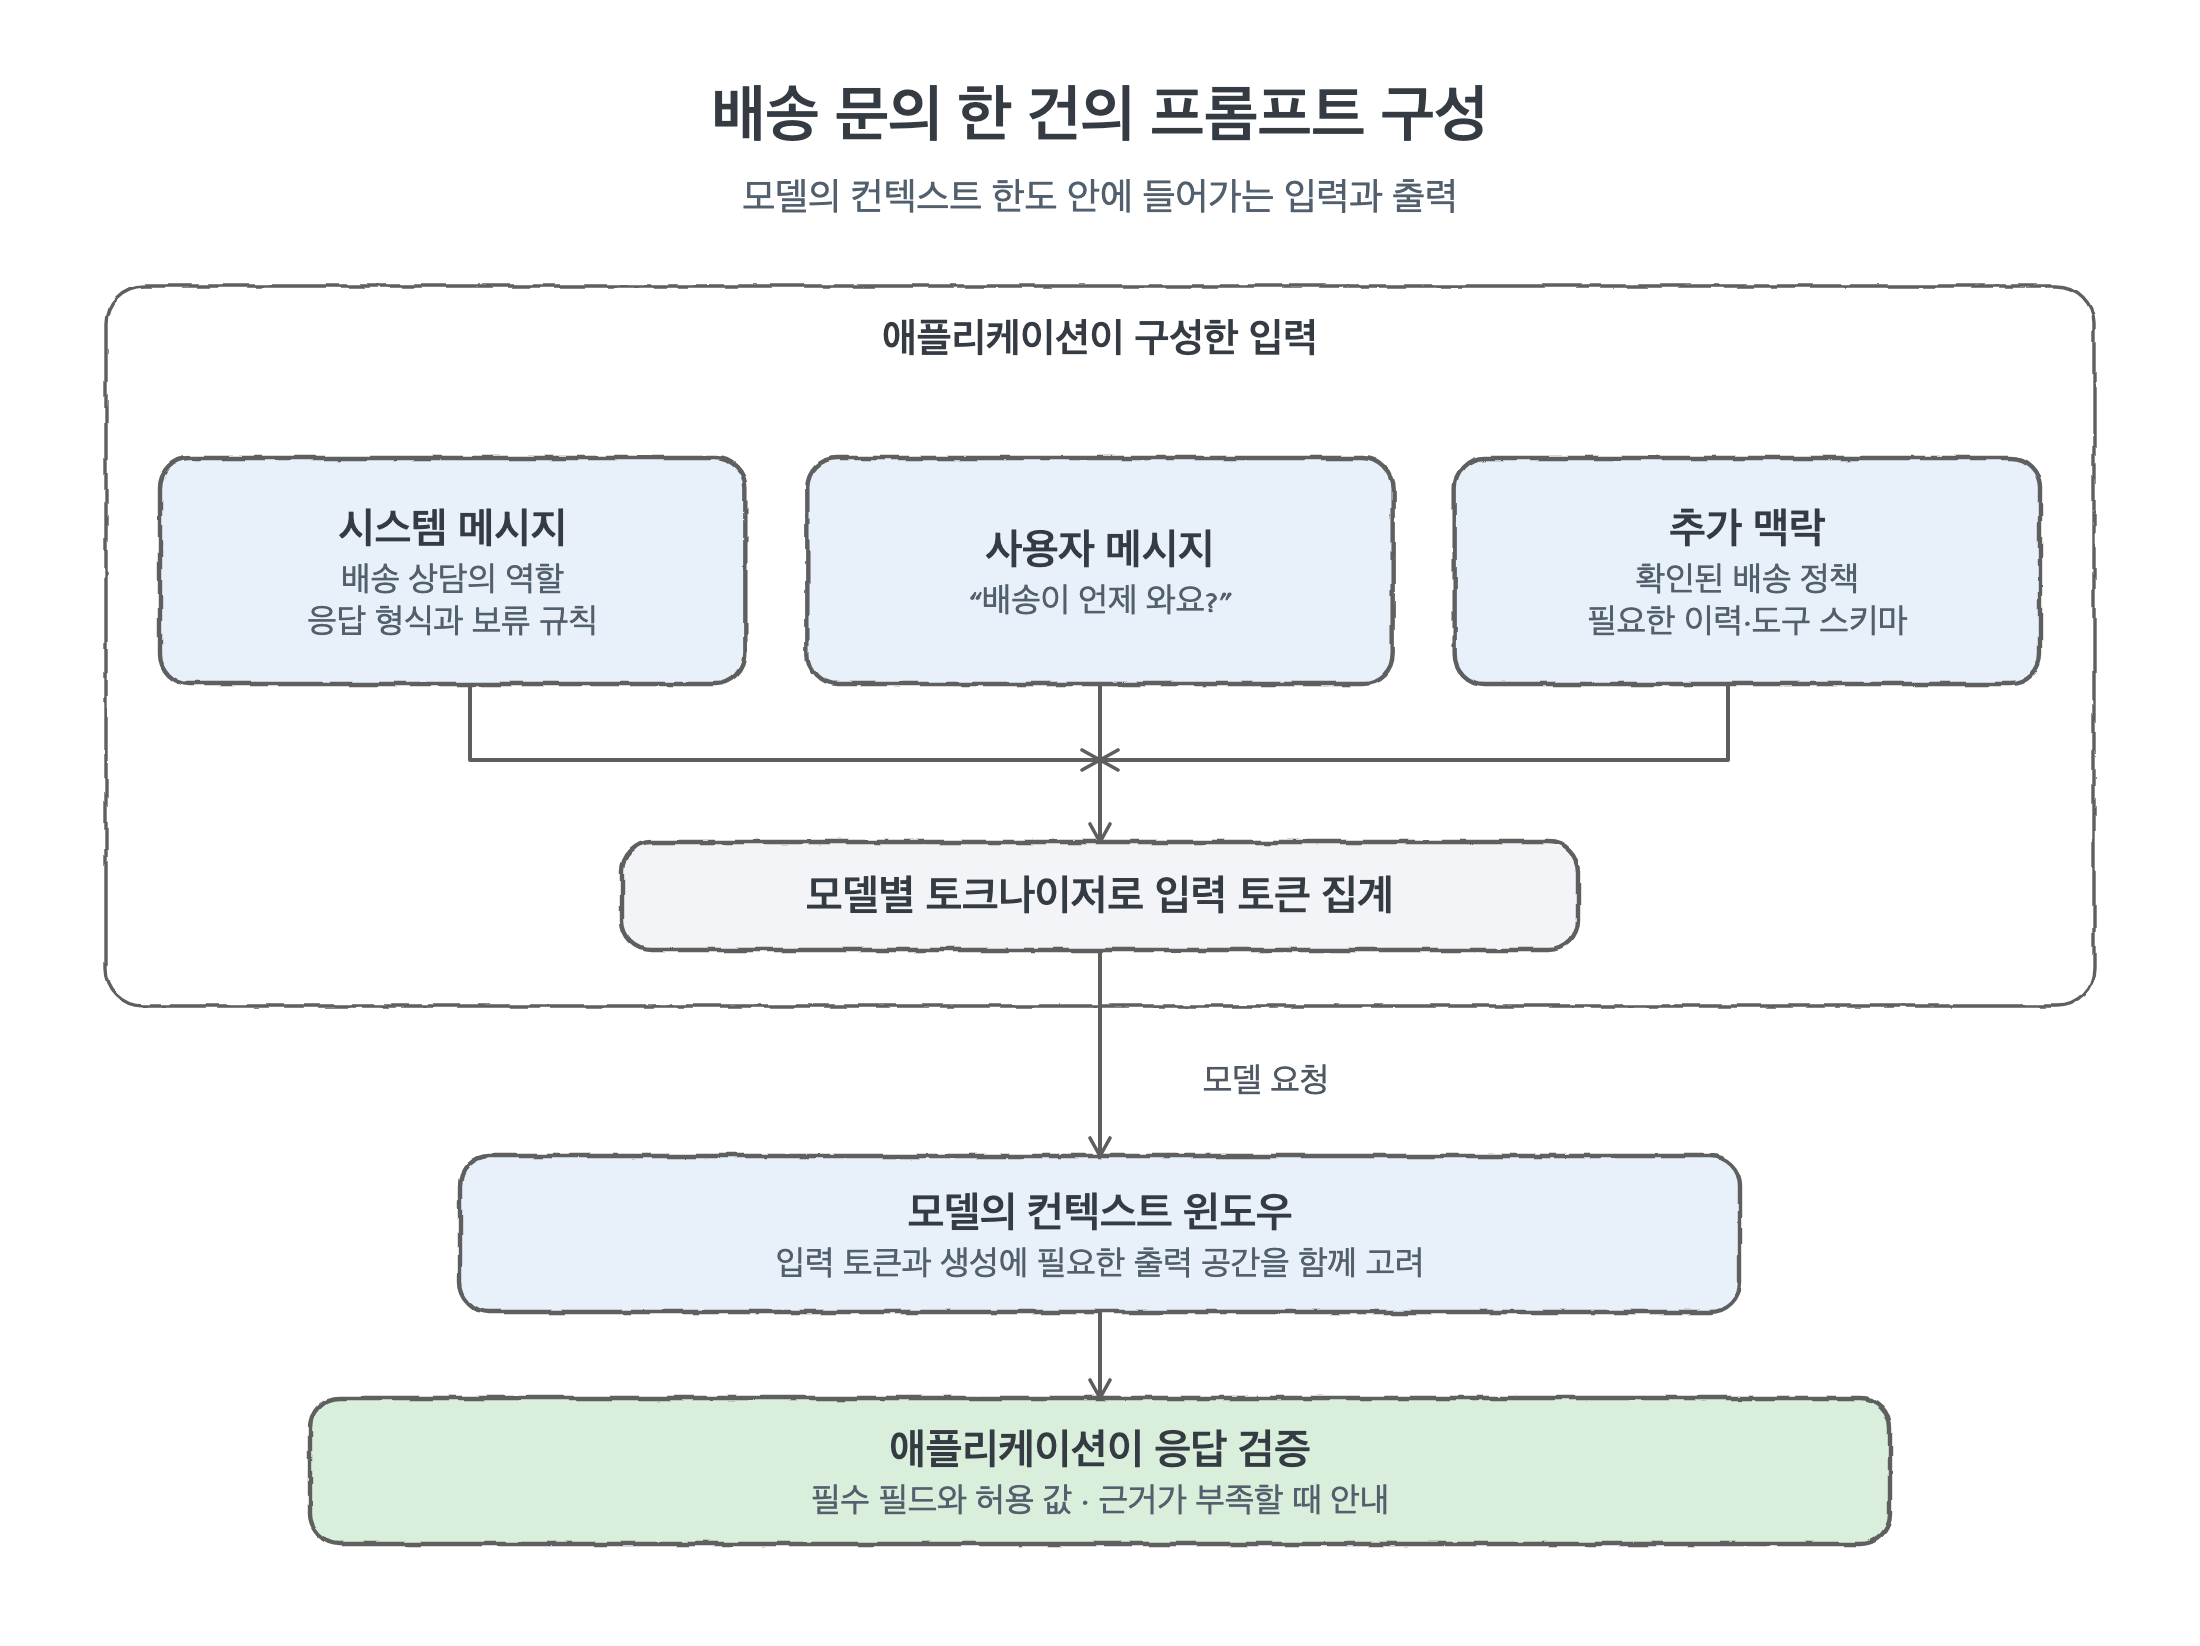 배송 문의 한 건의 프롬프트 구성
모델의 컨텍스트 한도 안에 들어가는 입력과 출력
애플리케이션이 구성한 입력
시스템 메시지
배송 상담의 역할
응답 형식과 보류 규칙
사용자 메시지
“배송이 언제 와요?”
추가 맥락
확인된 배송 정책
필요한 이력·도구 스키마
모델별 토크나이저로 입력 토큰 집계
모델 요청
모델의 컨텍스트 윈도우
입력 토큰과 생성에 필요한 출력 공간을 함께 고려
애플리케이션이 응답 검증
필수 필드와 허용 값 · 근거가 부족할 때 안내